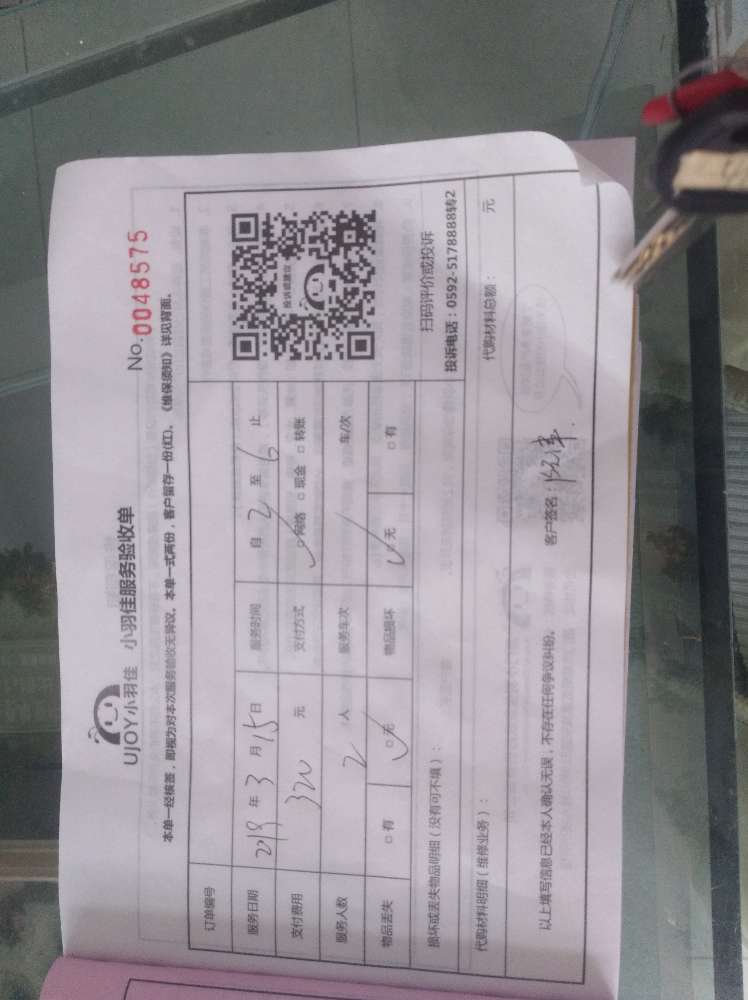 UJOY小羽佳 小羽佳服务验收单
No.0048575
本单一经核签，即视为对本次服务验收无异议。本单一式两份，客户留存一份(红)。《维保须知》详见背面。
订单编号
服务日期 2018 年 3 月 15 日 服务时间 自 2 至 6 止
支付费用 320 元 支付方式 网络 现金 转账
服务人数 2 人 服务车次 车/次
物品丢失 有 无 物品损坏 无 有
投诉或建议
扫码评价或投诉
投诉电话：0592-5178888转2
损坏或丢失物品明细（没有可不填）：
代购材料明细（维修业务）： 代购材料总额： 元
以上填写信息已经本人确认无误，不存在任何争议纠纷。 客户签名：